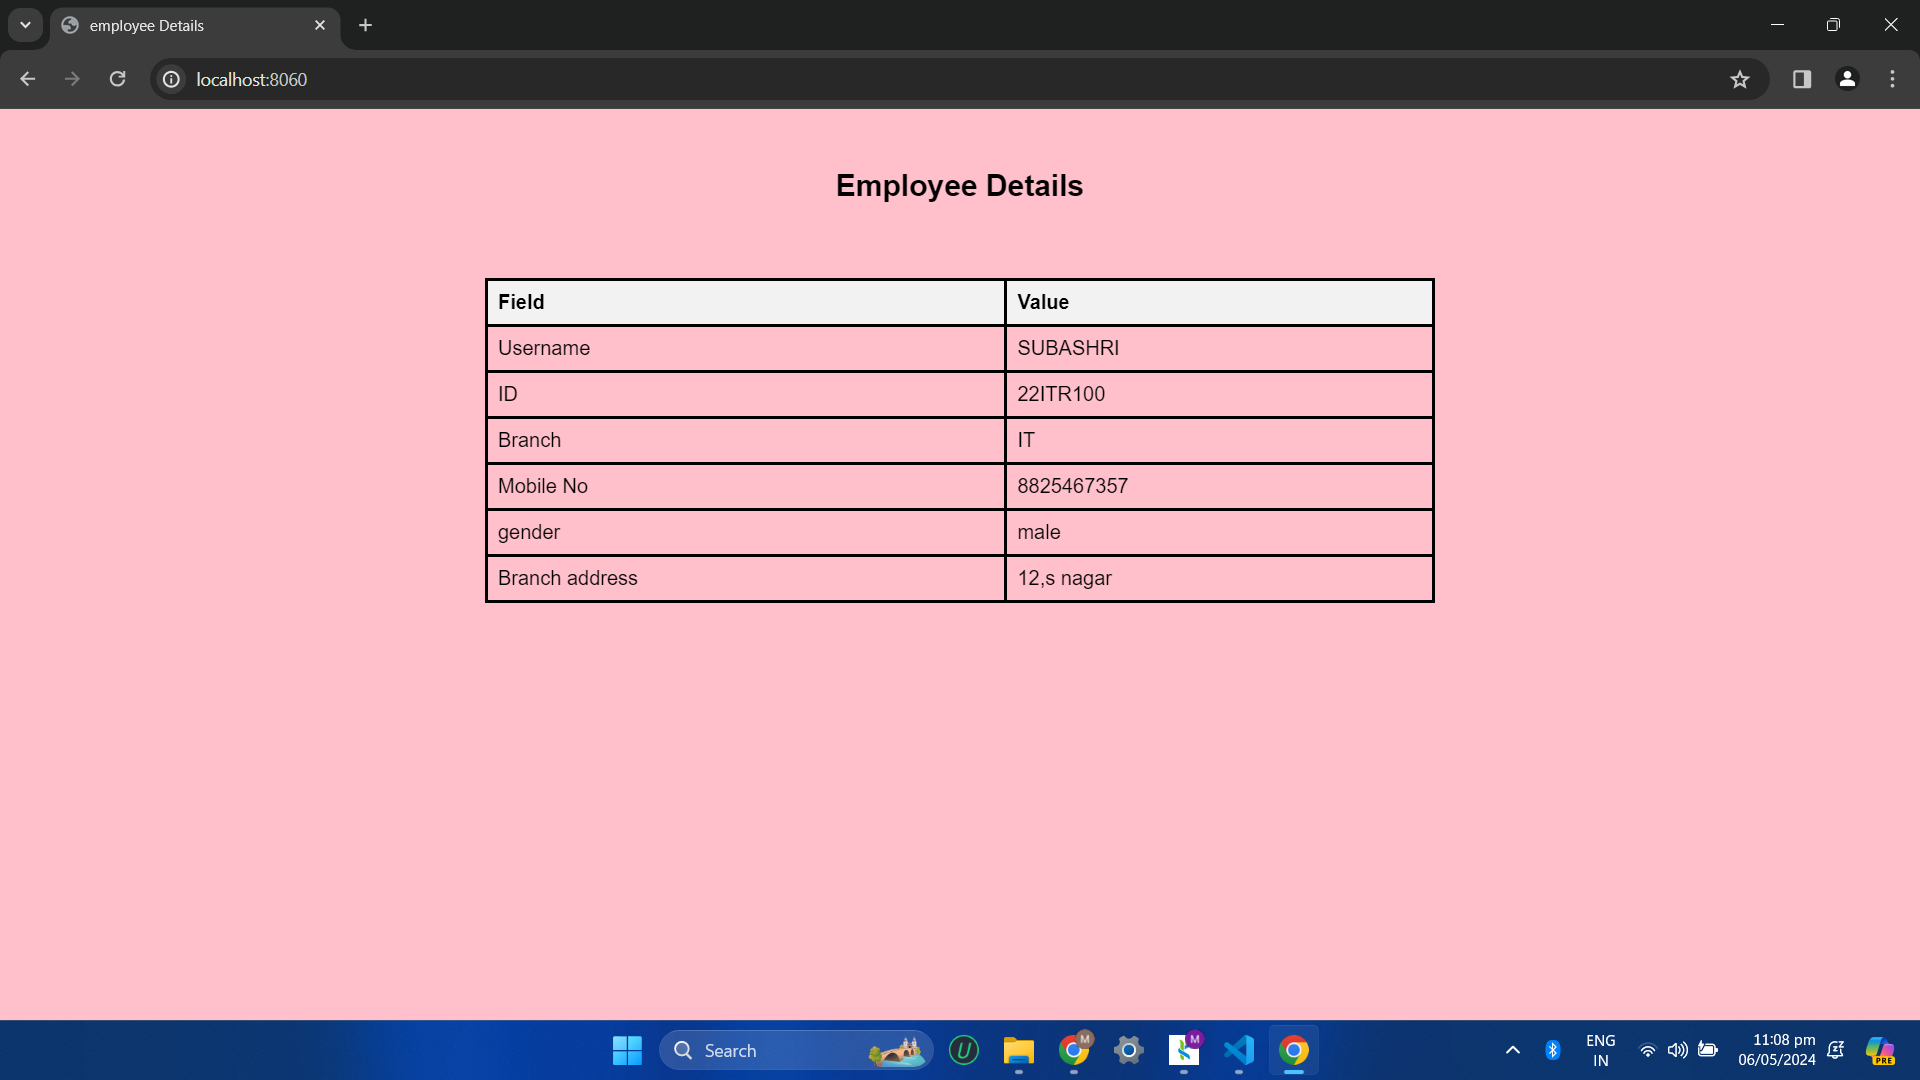 employee Details
localhost:8060
Employee Details
Field Value
Username SUBASHRI
ID 22ITR100
Branch IT
Mobile No 8825467357
gender male
Branch address 12,s nagar
Search
U
M
M
ENG
IN
11:08 pm
06/05/2024
PRE